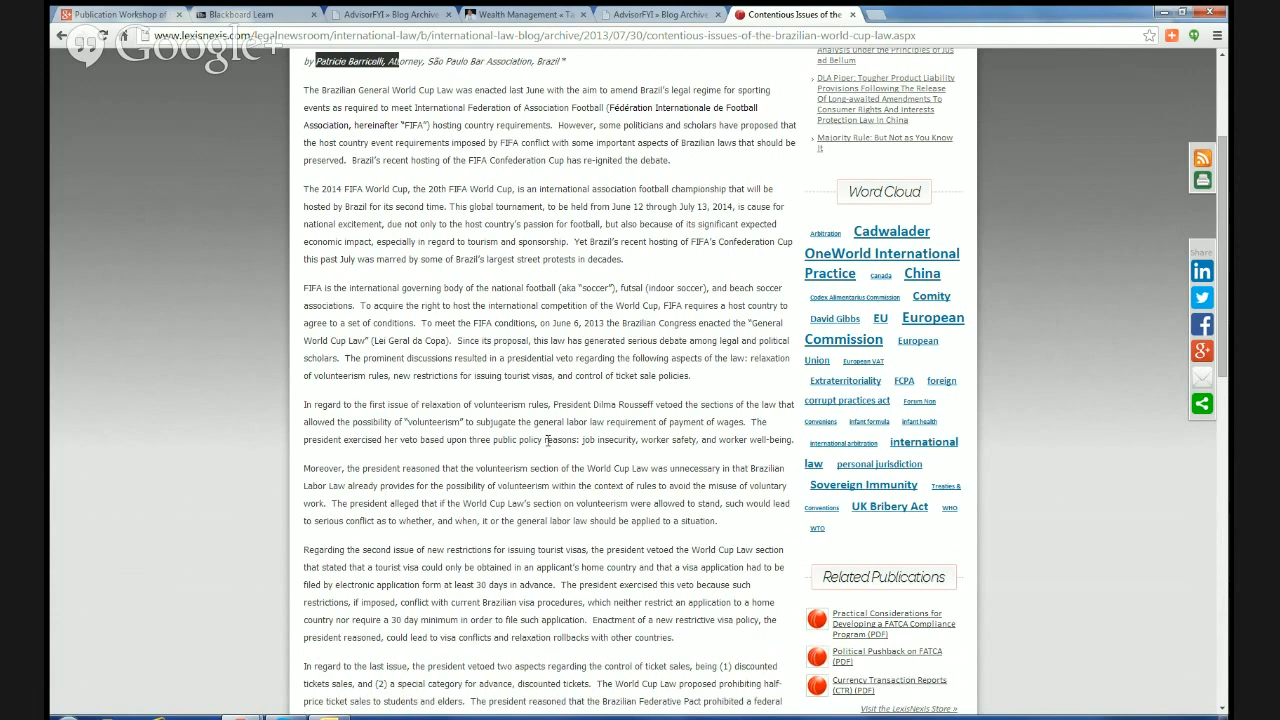 Publication Workshop of
Blackboard Learn
AdvisorFYI » Blog Archive
Wealth Management « Ta
AdvisorFYI » Blog Archive
Contentious Issues of the
www.lexisnexis.com/legalnewsroom/international-law/b/international-law-blog/archive/2013/07/30/contentious-issues-of-the-brazilian-world-cup-law.aspx
Google+
by Patricie Barricelli, Attorney, São Paulo Bar Association, Brazil *
The Brazilian General World Cup Law was enacted last June with the aim to amend Brazil's legal regime for sporting
events as required to meet International Federation of Association Football (Fédération Internationale de Football
Association, hereinafter "FIFA") hosting country requirements. However, some politicians and scholars have proposed that
the host country event requirements imposed by FIFA conflict with some important aspects of Brazilian laws that should be
preserved. Brazil's recent hosting of the FIFA Confederation Cup has re-ignited the debate.
The 2014 FIFA World Cup, the 20th FIFA World Cup, is an international association football championship that will be
hosted by Brazil for its second time. This global tournament, to be held from June 12 through July 13, 2014, is cause for
national excitement, due not only to the host country's passion for football, but also because of its significant expected
economic impact, especially in regard to tourism and sponsorship. Yet Brazil's recent hosting of FIFA's Confederation Cup
this past July was marred by some of Brazil's largest street protests in decades.
FIFA is the international governing body of the national football (aka "soccer"), futsal (indoor soccer), and beach soccer
associations. To acquire the right to host the international competition of the World Cup, FIFA requires a host country to
agree to a set of conditions. To meet the FIFA conditions, on June 6, 2013 the Brazilian Congress enacted the "General
World Cup Law" (Lei Geral da Copa). Since its proposal, this law has generated serious debate among legal and political
scholars. The prominent discussions resulted in a presidential veto regarding the following aspects of the law: relaxation
of volunteerism rules, new restrictions for issuing tourist visas, and control of ticket sale policies.
In regard to the first issue of relaxation of volunteerism rules, President Dilma Rousseff vetoed the sections of the law that
allowed the possibility of "volunteerism" to subjugate the general labor law requirement of payment of wages. The
president exercised her veto based upon three public policy reasons: job insecurity, worker safety, and worker well-being.
Moreover, the president reasoned that the volunteerism section of the World Cup Law was unnecessary in that Brazilian
Labor Law already provides for the possibility of volunteerism within the context of rules to avoid the misuse of voluntary
work. The president alleged that if the World Cup Law's section on volunteerism were allowed to stand, such would lead
to serious conflict as to whether, and when, it or the general labor law should be applied to a situation.
Regarding the second issue of new restrictions for issuing tourist visas, the president vetoed the World Cup Law section
that stated that a tourist visa could only be obtained in an applicant's home country and that a visa application had to be
filed by electronic application form at least 30 days in advance. The president exercised this veto because such
restrictions, if imposed, conflict with current Brazilian visa procedures, which neither restrict an application to a home
country nor require a 30 day minimum in order to file such application. Enactment of a new restrictive visa policy, the
president reasoned, could lead to visa conflicts and relaxation rollbacks with other countries.
In regard to the last issue, the president vetoed two aspects regarding the control of ticket sales, being (1) discounted
tickets sales, and (2) a special category for advance, discounted tickets. The World Cup Law proposed prohibiting half-
price ticket sales to students and elders. The president reasoned that the Brazilian Federative Pact prohibited a federal
Analysis Under the Principles of Jus
ad Bellum
DLA Piper: Tougher Product Liability
Provisions Following The Release
Of Long-awaited Amendments To
Consumer Rights And Interests
Protection Law In China
Majority Rule: But Not as You Know
It
Word Cloud
Arbitration Cadwalader
OneWorld International
Practice Canada China
Codex Alimentarius Commission Comity
David Gibbs EU European
Commission European
Union European VAT
Extraterritoriality FCPA foreign
corrupt practices act Forum Non
Conveniens infant formula infant health
international arbitration international
law personal jurisdiction
Sovereign Immunity Treaties &
Conventions UK Bribery Act WHO
WTO
Related Publications
Practical Considerations for
Developing a FATCA Compliance
Program (PDF)
Political Pushback on FATCA
(PDF)
Currency Transaction Reports
(CTR) (PDF)
Visit the LexisNexis Store »
Share